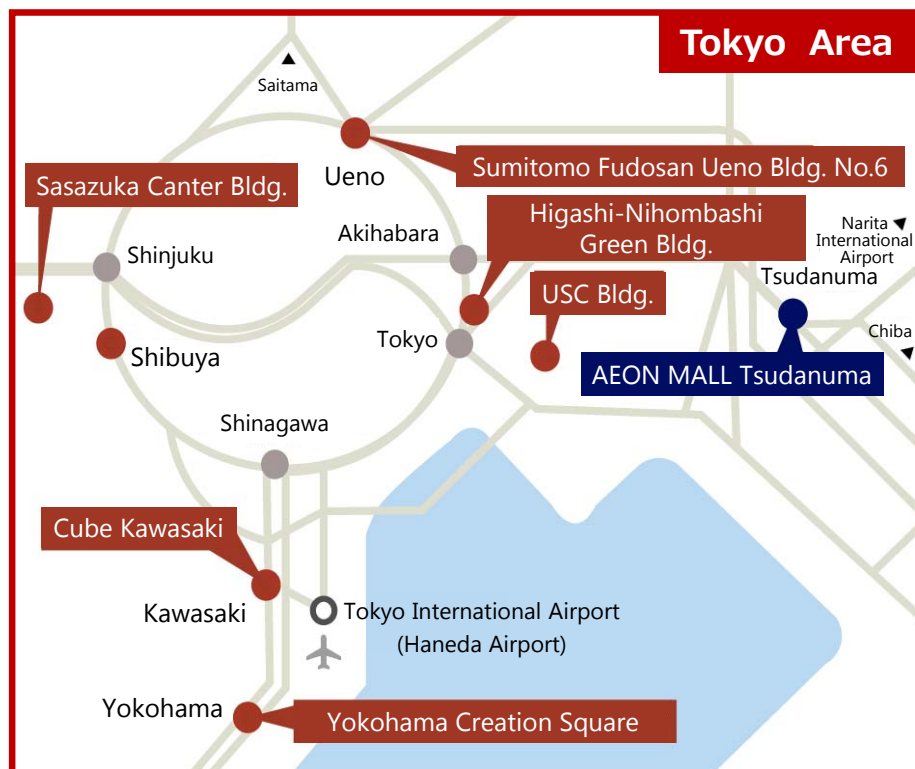 Tokyo Area
Saitama
Ueno
Sumitomo Fudosan Ueno Bldg. No.6
Sasazuka Canter Bldg.
Higashi-Nihombashi
Green Bldg.
Akihabara
Narita
International
Airport
Shinjuku
Tsudanuma
USC Bldg.
Tokyo
Chiba
Shibuya
AEON MALL Tsudanuma
Shinagawa
Cube Kawasaki
Kawasaki
Tokyo International Airport
(Haneda Airport)
Yokohama
Yokohama Creation Square